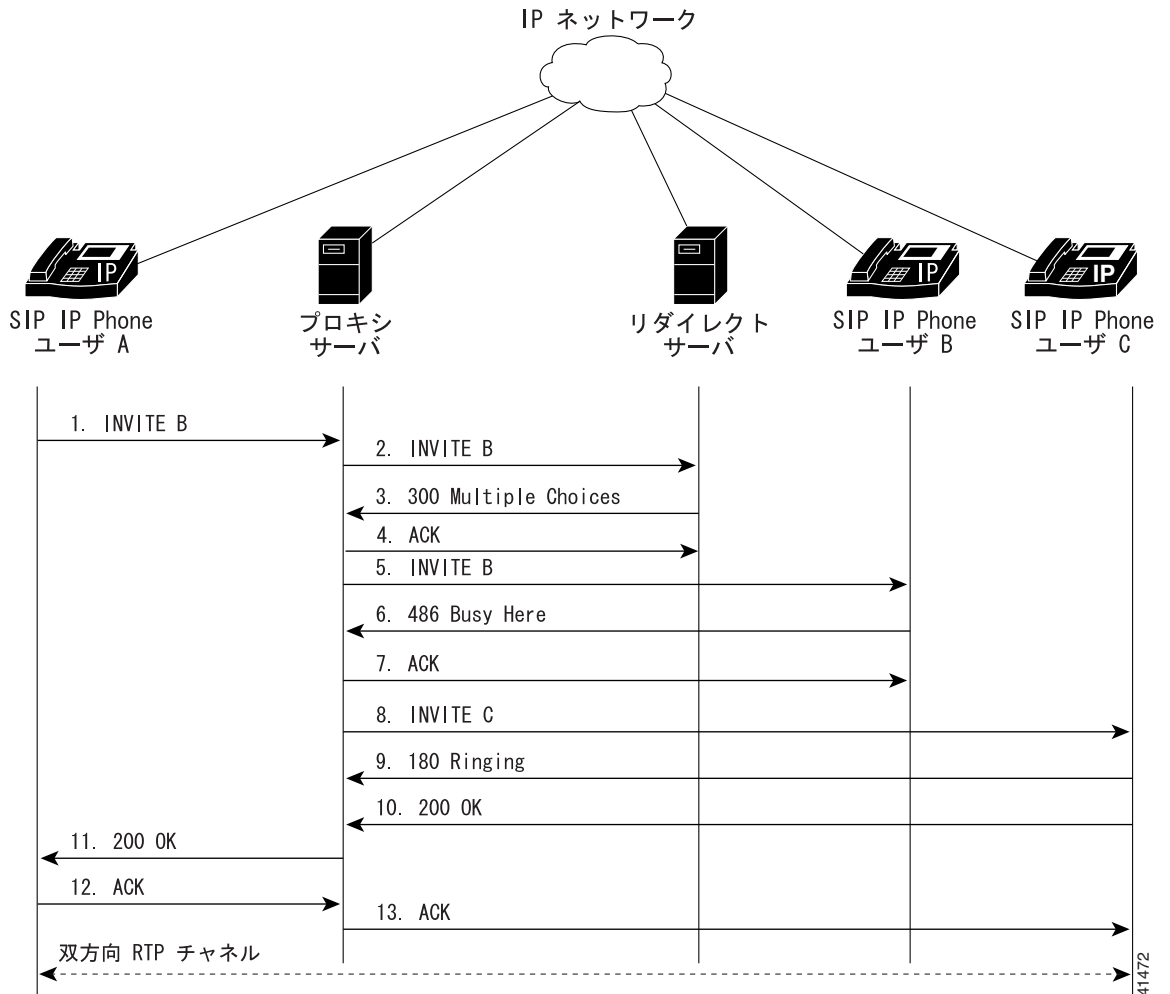 IP ネットワーク
IP
IP
IP
SIP IP Phone
ユーザ A
プロキシ
サーバ
リダイレクト
サーバ
SIP IP Phone
ユーザ B
SIP IP Phone
ユーザ C
1. INVITE B
2. INVITE B
3. 300 Multiple Choices
4. ACK
5. INVITE B
6. 486 Busy Here
7. ACK
8. INVITE C
9. 180 Ringing
10. 200 OK
11. 200 OK
12. ACK
13. ACK
双方向 RTP チャネル
41472